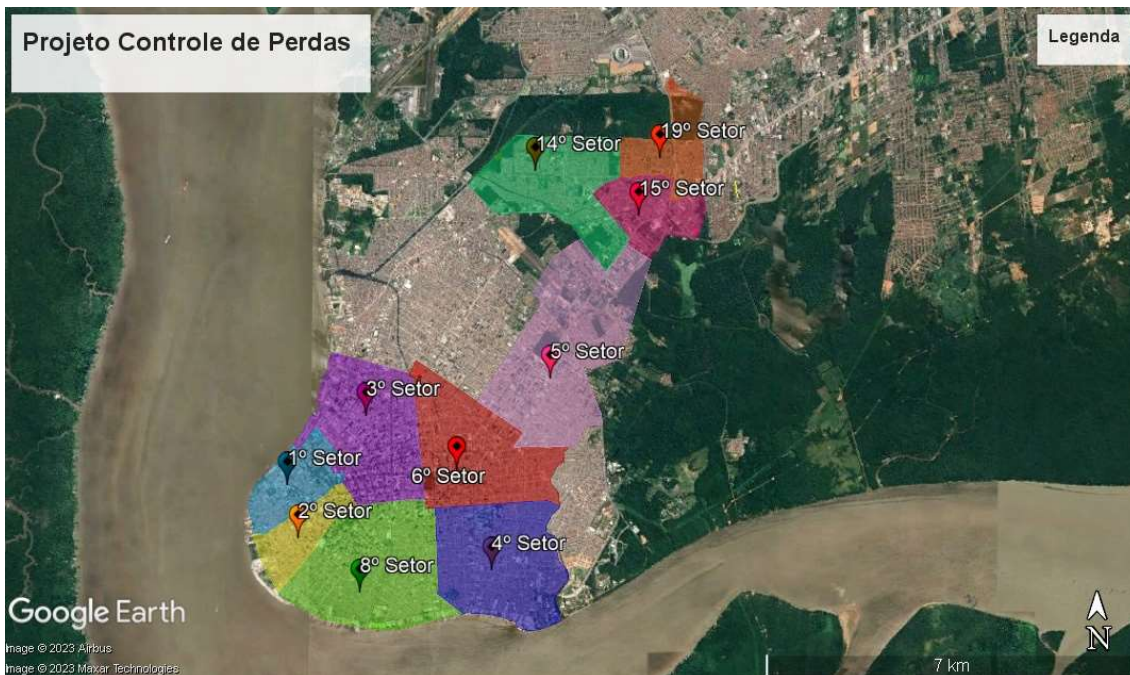 Projeto Controle de Perdas
Legenda
19º Setor
14º Setor
15º Setor
5º Setor
3º Setor
1º Setor
6º Setor
2º Setor
4º Setor
8º Setor
Google Earth
N
Image © 2023 Airbus
Image © 2023 Maxar Technologies
7 km